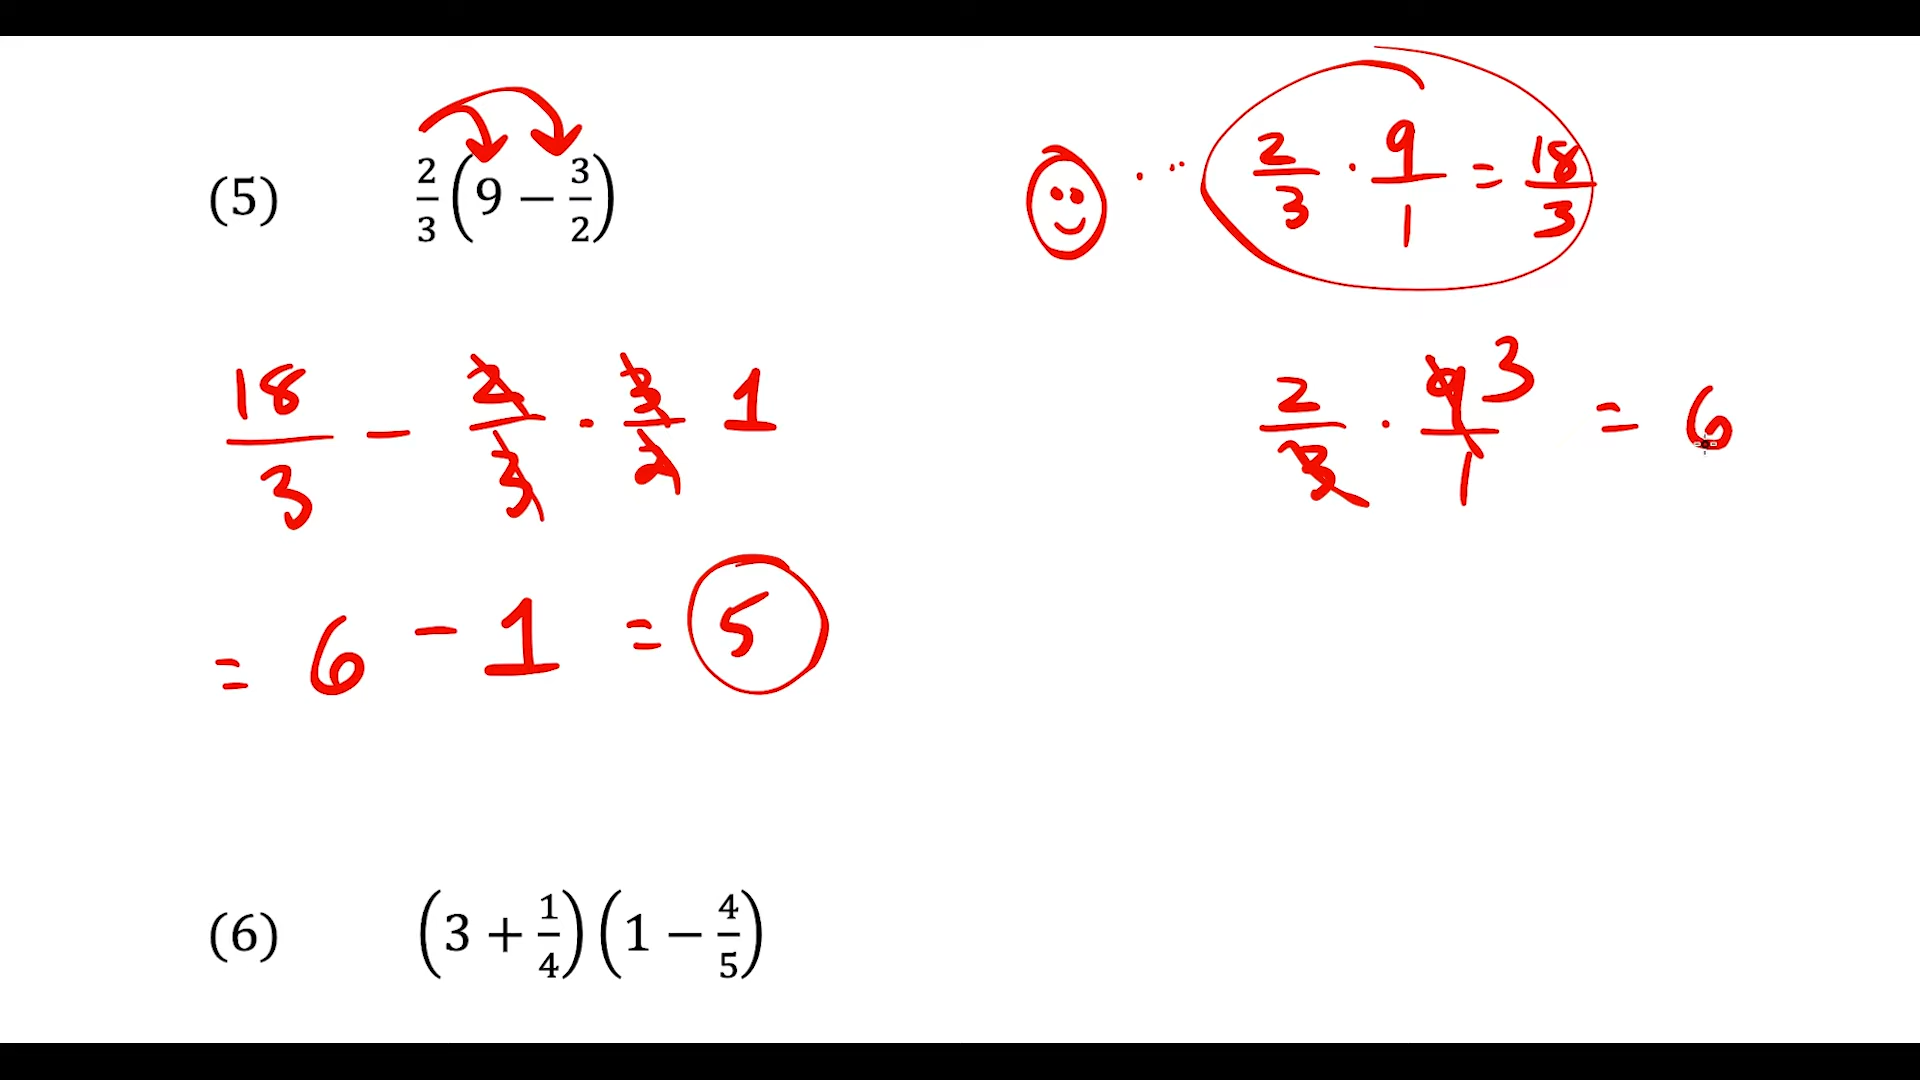 (5) 2/3 (9 − 3/2)
2/3 · 9/1 = 18/3
18/3 − 2/3 · 3/2 1
2/3 · 9/1 3 = 6
= 6 − 1 = 5
(6) (3 + 1/4)(1 − 4/5)